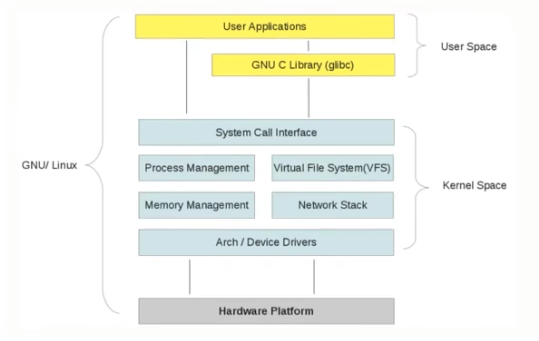 User Applications
User Space
GNU C Library (glibc)
System Call Interface
GNU/ Linux
Process Management
Virtual File System(VFS)
Kernel Space
Memory Management
Network Stack
Arch / Device Drivers
Hardware Platform